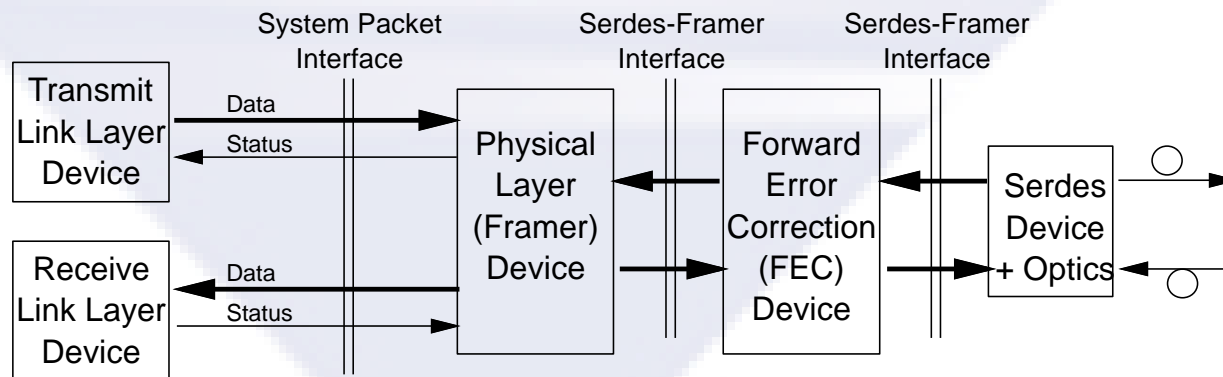 System Packet
Interface
Serdes-Framer
Interface
Serdes-Framer
Interface
Transmit
Link Layer
Device
Data
Status
Physical
Layer
(Framer)
Device
Forward
Error
Correction
(FEC)
Device
Serdes
Device
+ Optics
Receive
Link Layer
Device
Data
Status